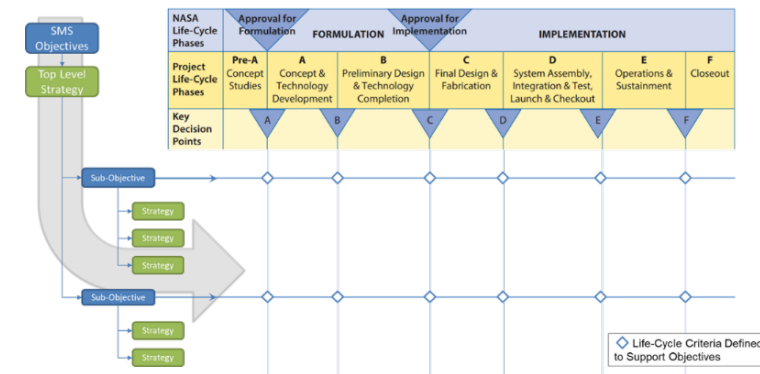 SMS
Objectives
Top Level
Strategy
NASA
Life-Cycle
Phases
Approval for
Formulation
FORMULATION
Approval for
Implementation
IMPLEMENTATION
Project
Life-Cycle
Phases
Pre-A
Concept
Studies
A
Concept &
Technology
Development
B
Preliminary Design
& Technology
Completion
C
Final Design &
Fabrication
D
System Assembly,
Integration & Test,
Launch & Checkout
E
Operations &
Sustainment
F
Closeout
Key
Decision
Points
A
B
C
D
E
F
Sub-Objective
Strategy
Strategy
Strategy
Sub-Objective
Strategy
Strategy
Life-Cycle Criteria Defined
to Support Objectives